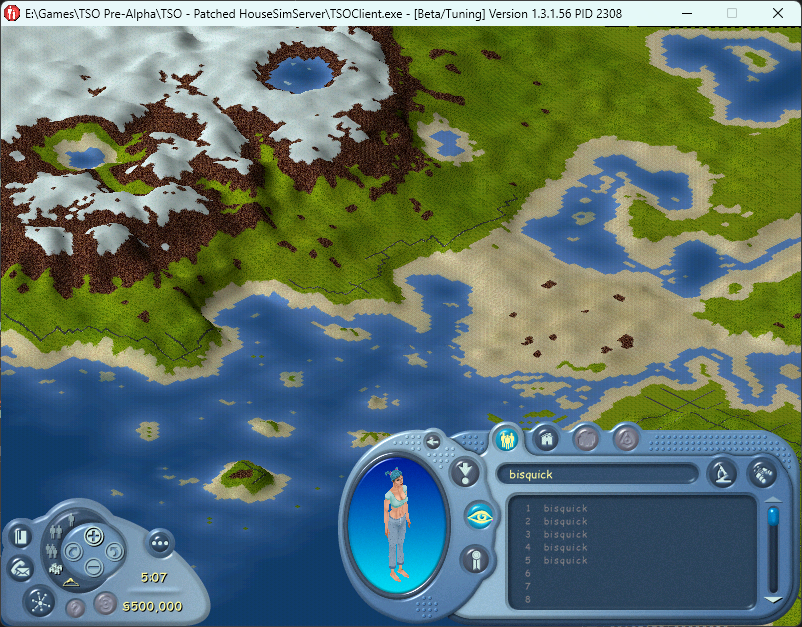 E:\Games\TSO Pre-Alpha\TSO - Patched HouseSimServer\TSOClient.exe - [Beta/Tuning] Version 1.3.1.56 PID 2308
bisquick
1 bisquick
2 bisquick
3 bisquick
4 bisquick
5 bisquick
6
7
8
5:07
§500,000